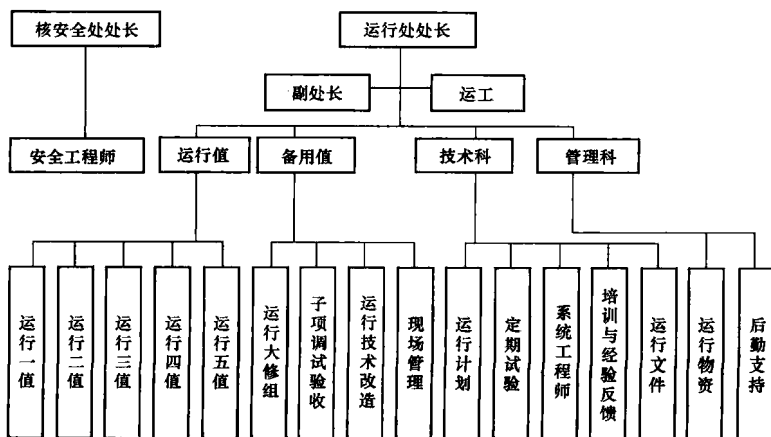 核安全处处长
运行处处长
副处长
运工
安全工程师
运行值
备用值
技术科
管理科
运行一值
运行二值
运行三值
运行四值
运行五值
运行大修组
子项调试验收
运行技术改造
现场管理
运行计划
定期试验
系统工程师
培训与经验反馈
运行文件
运行物资
后勤支持